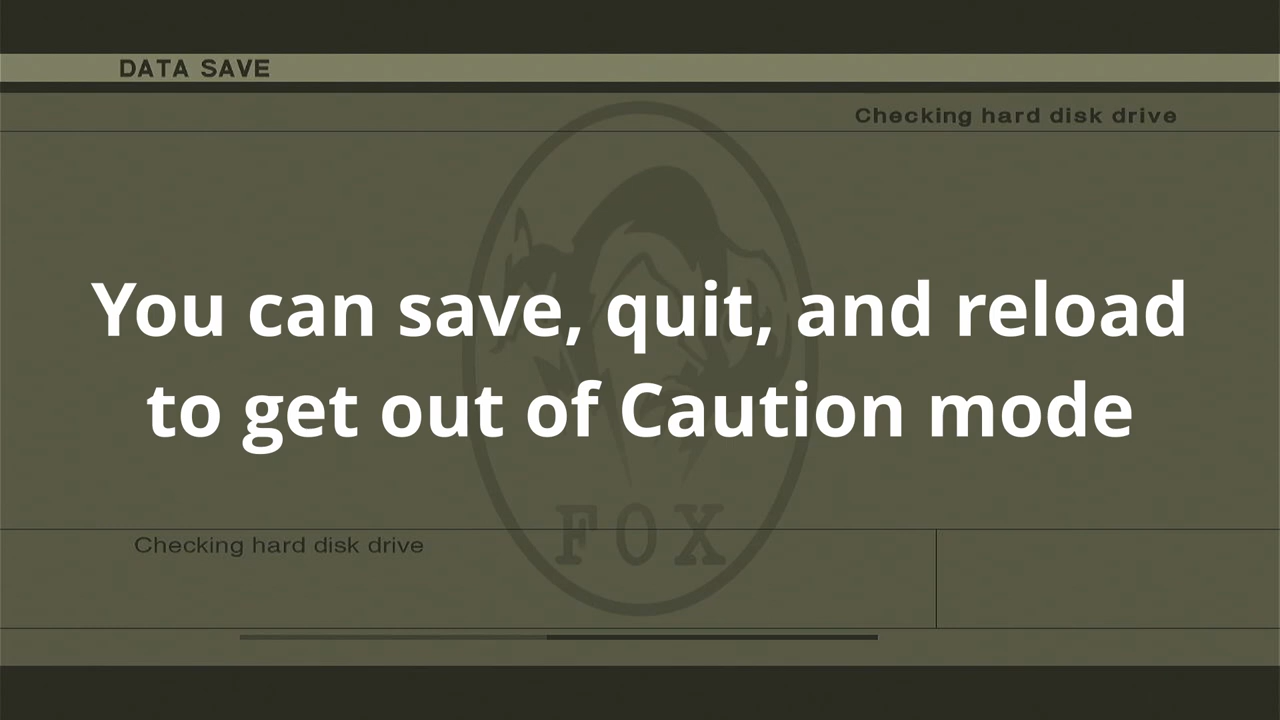 DATA SAVE
Checking hard disk drive
You can save, quit, and reload
to get out of Caution mode
FOX
Checking hard disk drive